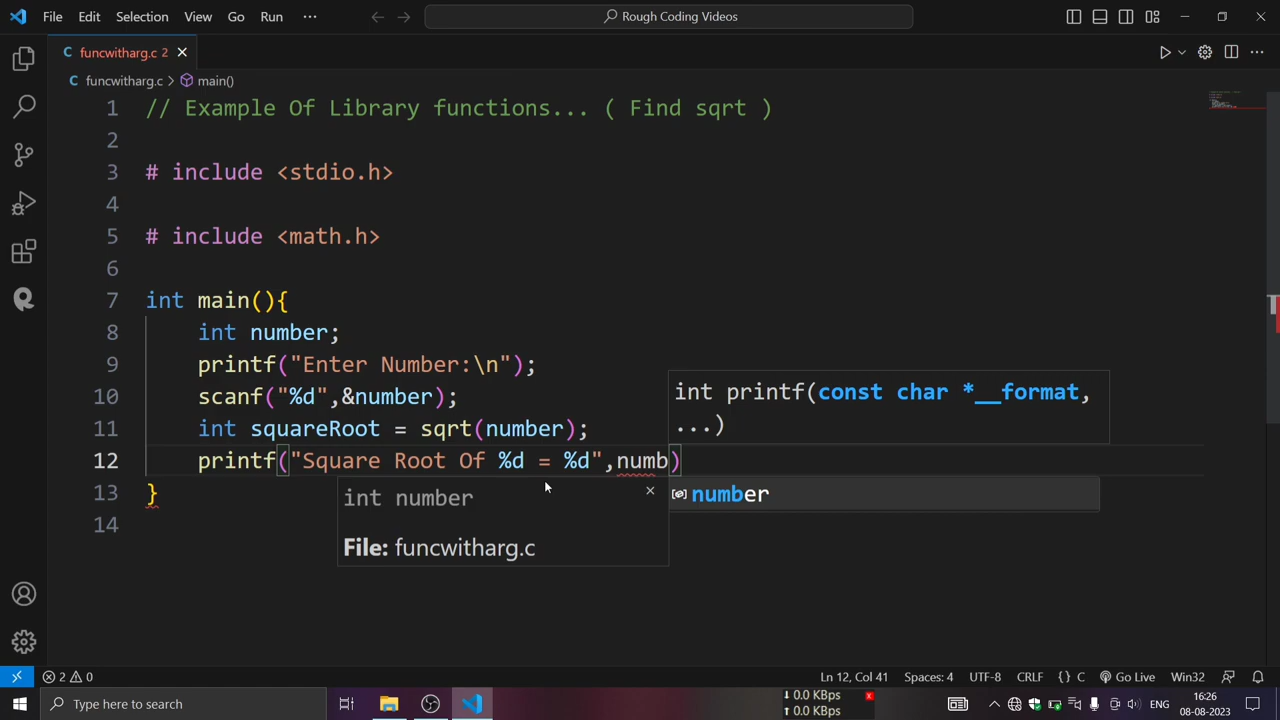 File Edit Selection View Go Run ··· Rough Coding Videos
C funcwitharg.c 2
C funcwitharg.c > main()
1 // Example Of Library functions... ( Find sqrt )
2
3 # include <stdio.h>
4
5 # include <math.h>
6
7 int main(){
8 int number;
9 printf("Enter Number:\n");
10 scanf("%d",&number);
11 int squareRoot = sqrt(number);
12 printf("Square Root Of %d = %d",numb)
13 }
14
int printf(const char *__format,
...)
number
int number
File: funcwitharg.c
2 0 Ln 12, Col 41 Spaces: 4 UTF-8 CRLF {} C Go Live Win32
Type here to search
↓ 0.0 KBps
↑ 0.0 KBps
ENG
16:26
08-08-2023